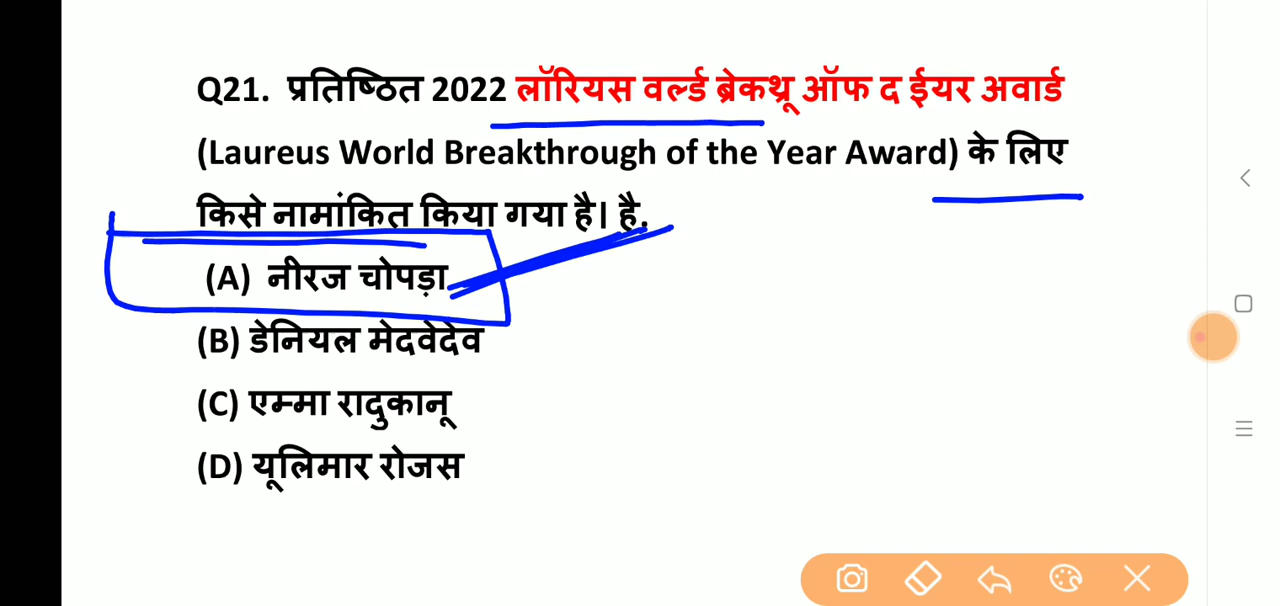 Q21. प्रतिष्ठित 2022 लॉरियस वर्ल्ड ब्रेकथ्रू ऑफ द ईयर अवार्ड
(Laureus World Breakthrough of the Year Award) के लिए
किसे नामांकित किया गया है। है.
(A) नीरज चोपड़ा
(B) डेनियल मेदवेदेव
(C) एम्मा रादुकानू
(D) यूलिमार रोजस